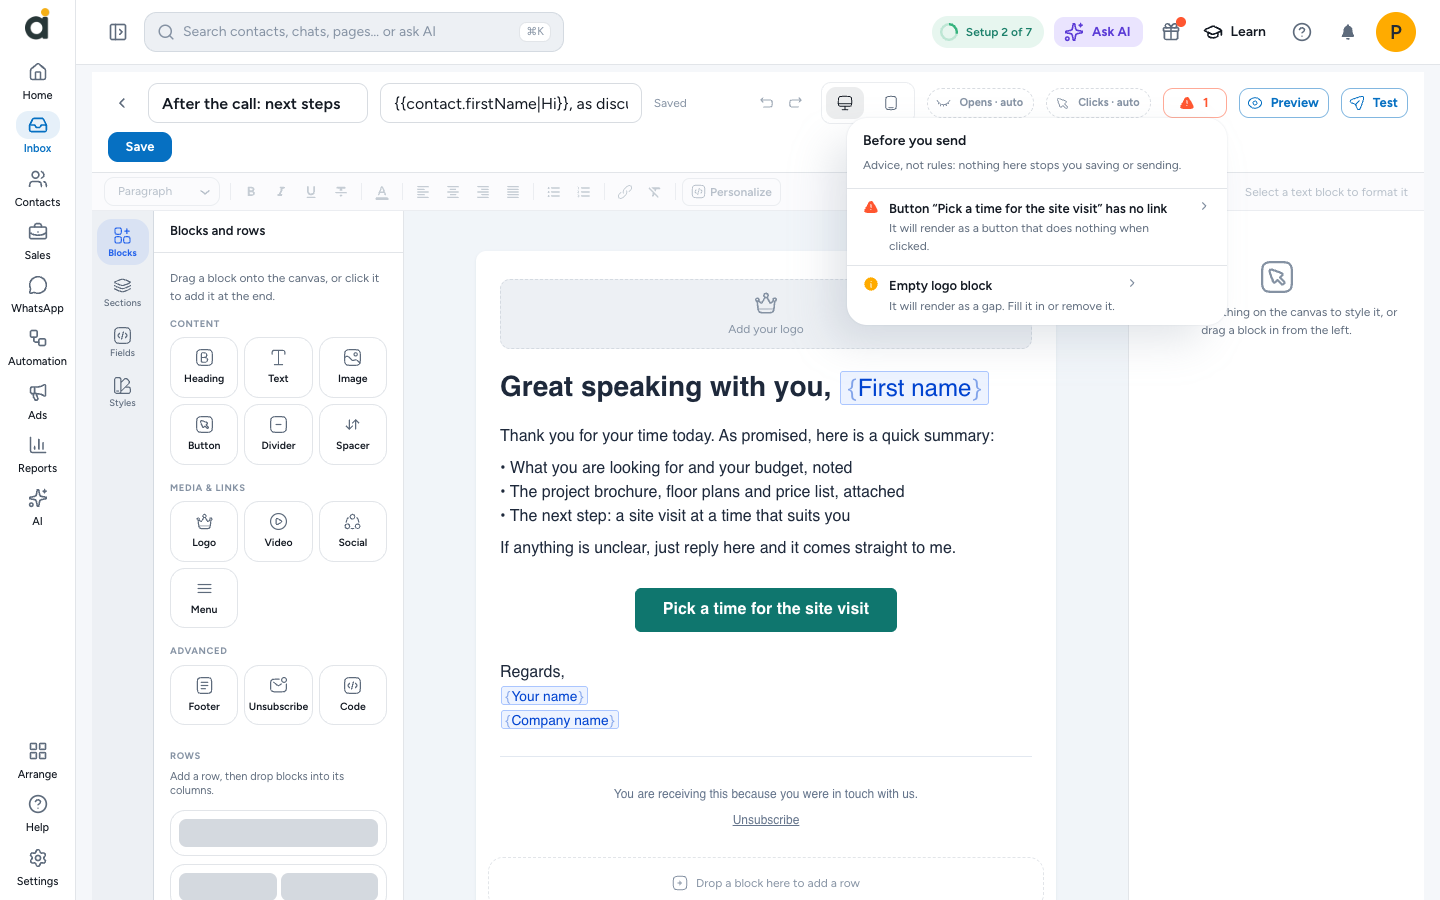 Search contacts, chats, pages... or ask AI
⌘K
Setup 2 of 7
Ask AI
Learn
P
Home
Inbox
Contacts
Sales
WhatsApp
Automation
Ads
Reports
AI
Arrange
Help
Settings
After the call: next steps
{{contact.firstName|Hi}}, as discu
Saved
Opens · auto
Clicks · auto
1
Preview
Test
Save
Paragraph
B
I
U
A
Personalize
Select a text block to format it
Before you send
Advice, not rules: nothing here stops you saving or sending.
Button “Pick a time for the site visit” has no link
It will render as a button that does nothing when
clicked.
Empty logo block
It will render as a gap. Fill it in or remove it.
Blocks
Sections
Fields
Styles
Blocks and rows
Drag a block onto the canvas, or click it
to add it at the end.
CONTENT
Heading
Text
Image
Button
Divider
Spacer
MEDIA & LINKS
Logo
Video
Social
Menu
ADVANCED
Footer
Unsubscribe
Code
ROWS
Add a row, then drop blocks into its
columns.
Add your logo
Great speaking with you, {First name}
Thank you for your time today. As promised, here is a quick summary:
• What you are looking for and your budget, noted
• The project brochure, floor plans and price list, attached
• The next step: a site visit at a time that suits you
If anything is unclear, just reply here and it comes straight to me.
Pick a time for the site visit
Regards,
{Your name}
{Company name}
You are receiving this because you were in touch with us.
Unsubscribe
Drop a block here to add a row
on the canvas to style it, or
drag a block in from the left.